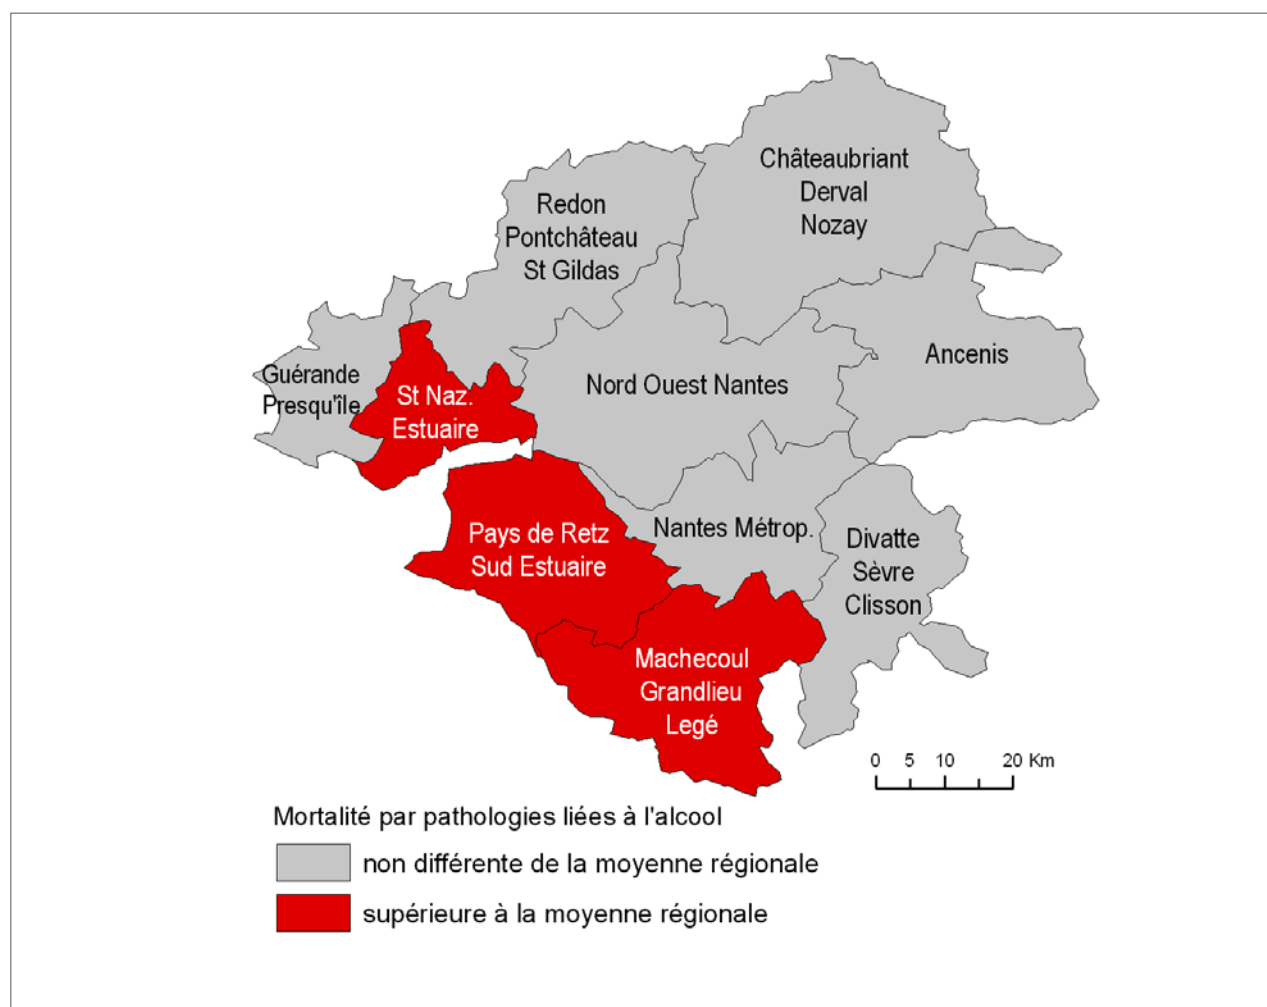 Châteaubriant
Derval
Nozay
Redon
Pontchâteau
St Gildas
Ancenis
Guérande
Presqu'île
St Naz.
Estuaire
Nord Ouest Nantes
Pays de Retz
Sud Estuaire
Nantes Métrop.
Divatte
Sèvre
Clisson
Machecoul
Grandlieu
Legé
0 5 10 20 Km
Mortalité par pathologies liées à l'alcool
non différente de la moyenne régionale
supérieure à la moyenne régionale